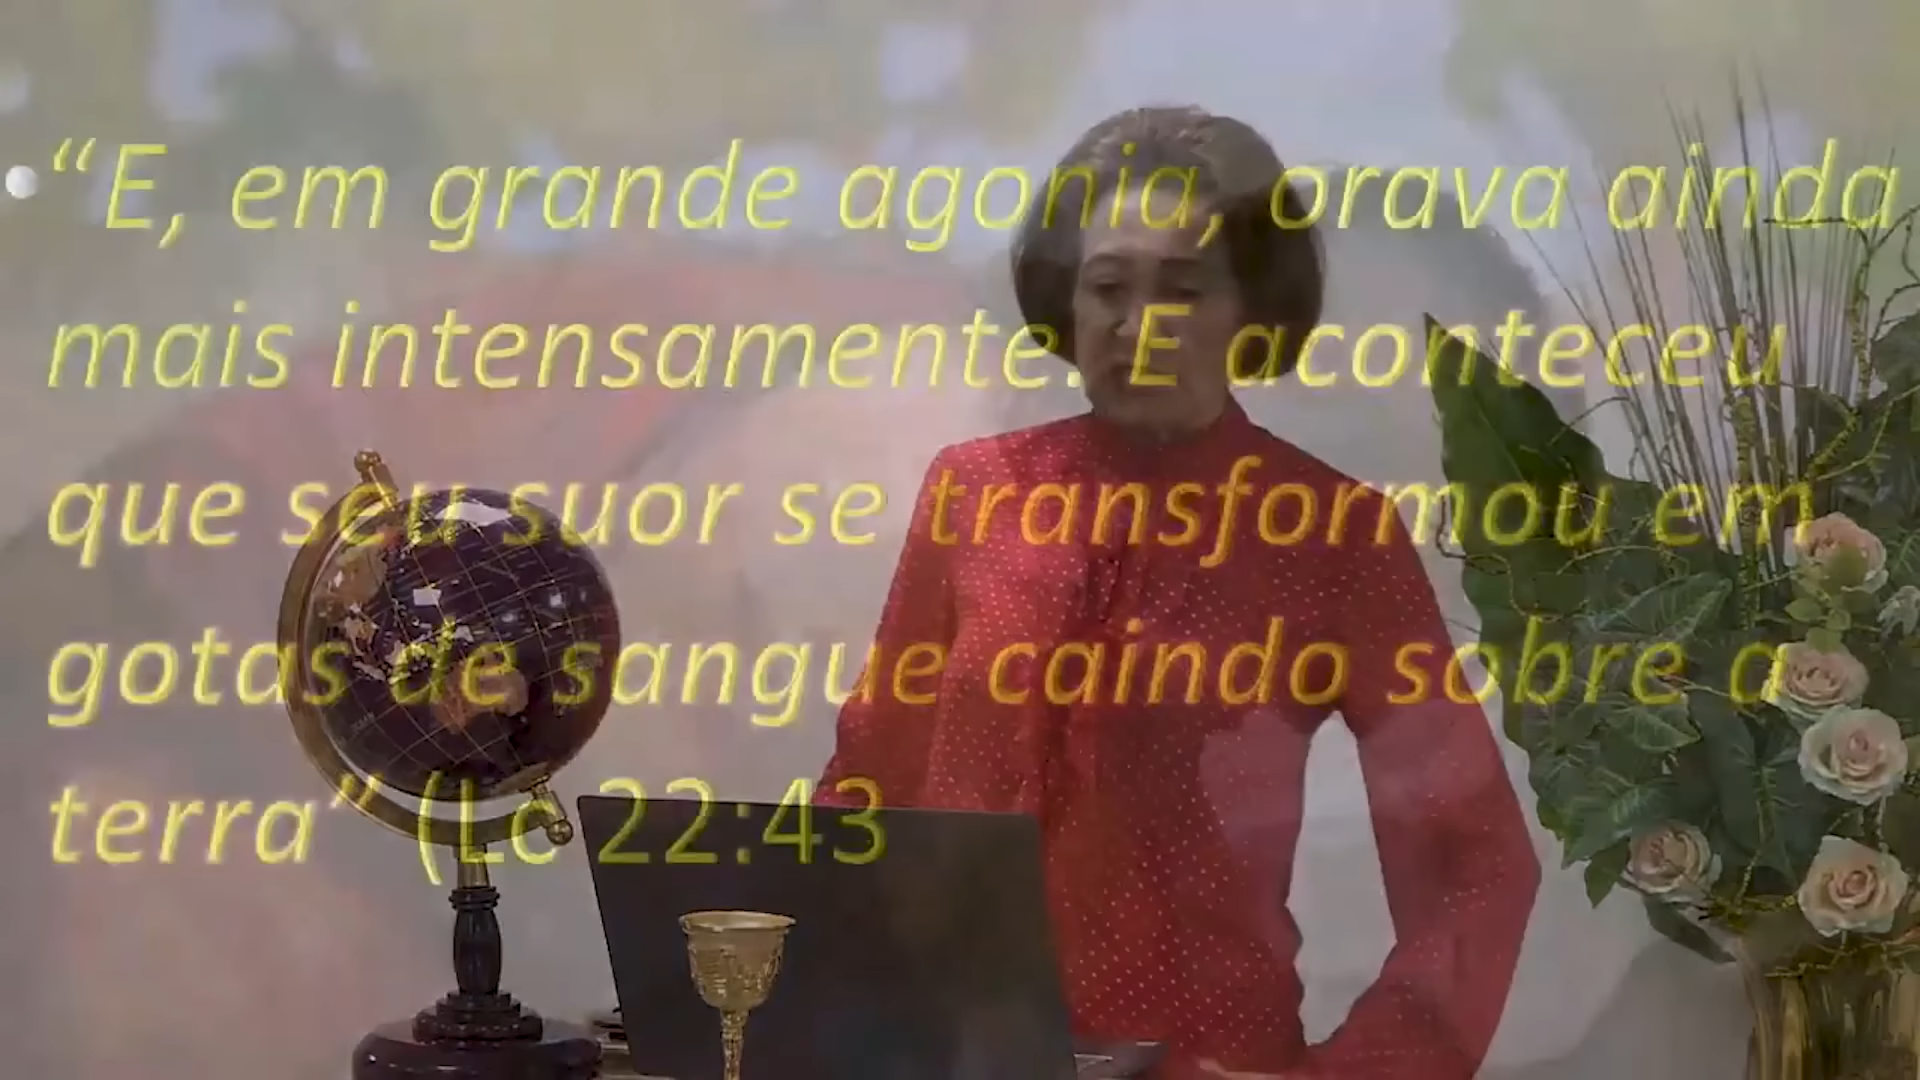 • “E, em grande agonia, orava ainda
mais intensamente. E aconteceu
que seu suor se transformou em
gotas de sangue caindo sobre a
terra” (Lc 22:43